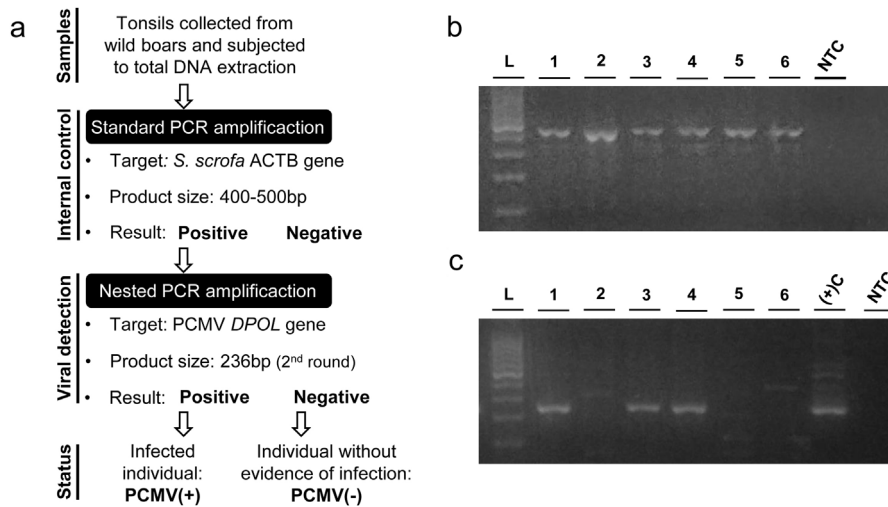 a
Samples
Tonsils collected from
wild boars and subjected
to total DNA extraction
Internal control
Standard PCR amplificaction
• Target: S. scrofa ACTB gene
• Product size: 400-500bp
• Result: Positive Negative
Viral detection
Nested PCR amplificaction
• Target: PCMV DPOL gene
• Product size: 236bp (2nd round)
• Result: Positive Negative
Status
Infected
individual:
PCMV(+)
Individual without
evidence of infection:
PCMV(-)
b
L 1 2 3 4 5 6 NTC
c
L 1 2 3 4 5 6 (+)C NTC